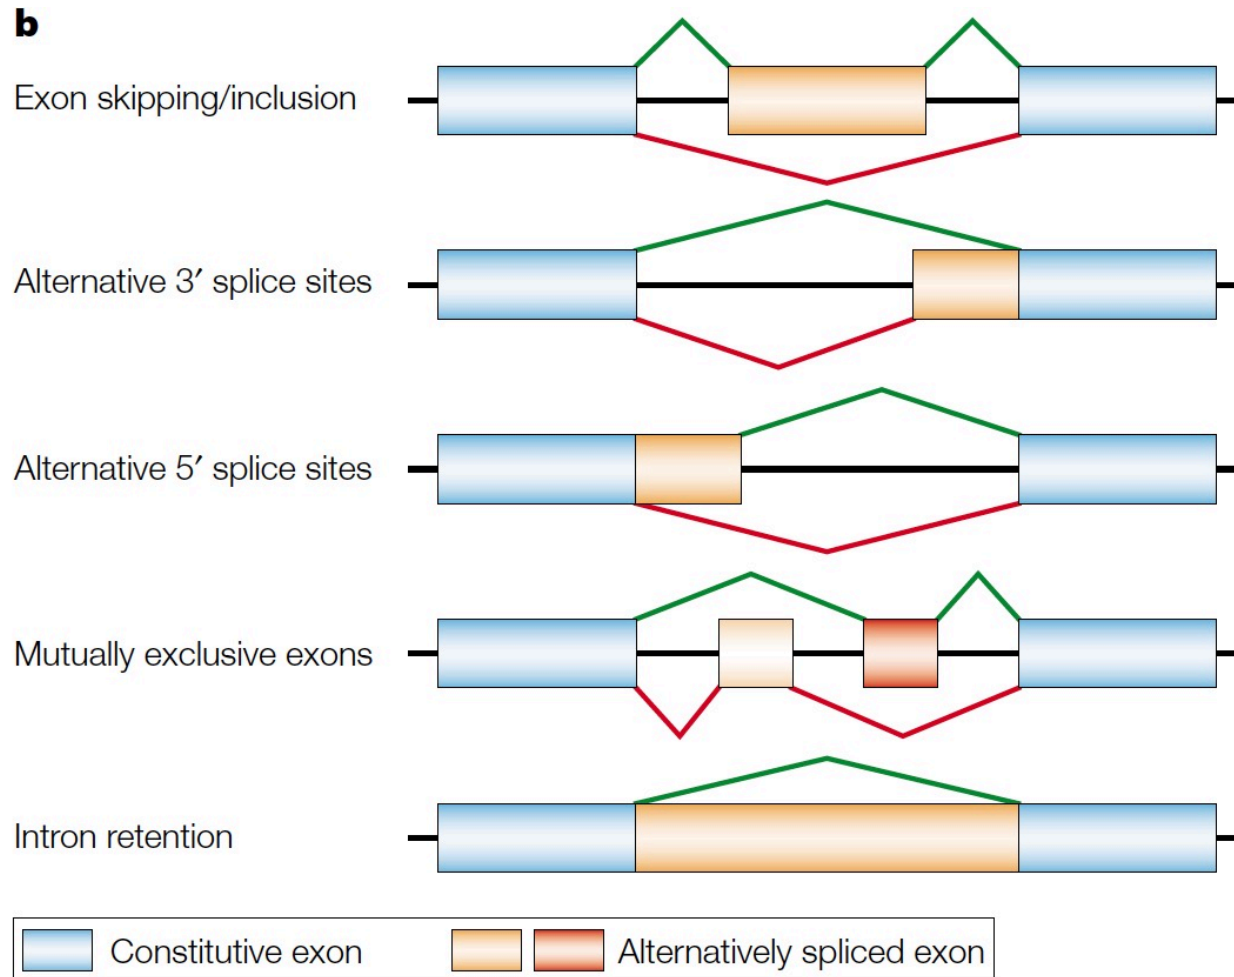 b
Exon skipping/inclusion
Alternative 3′ splice sites
Alternative 5′ splice sites
Mutually exclusive exons
Intron retention
Constitutive exon
Alternatively spliced exon